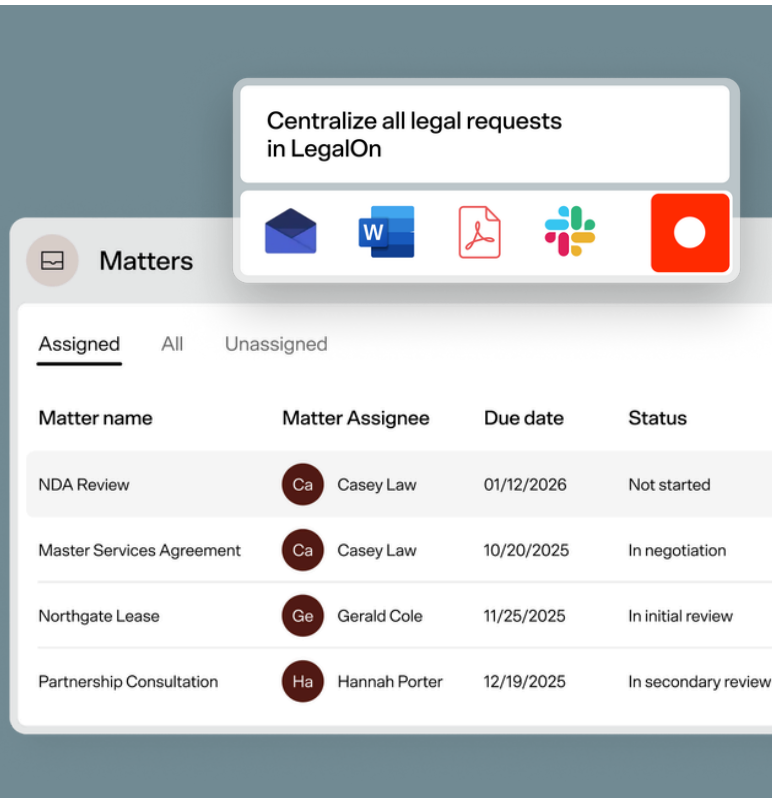 Centralize all legal requests
in LegalOn
W
Matters
Assigned All Unassigned
Matter name Matter Assignee Due date Status
NDA Review Ca Casey Law 01/12/2026 Not started
Master Services Agreement Ca Casey Law 10/20/2025 In negotiation
Northgate Lease Ge Gerald Cole 11/25/2025 In initial review
Partnership Consultation Ha Hannah Porter 12/19/2025 In secondary review